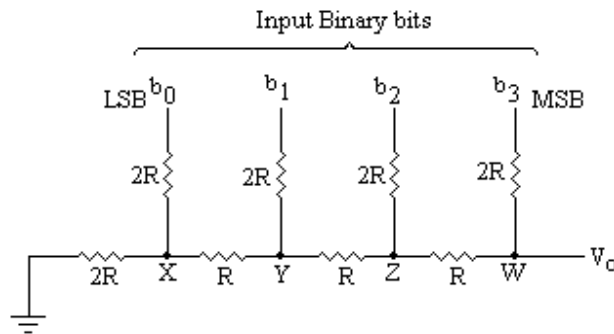 Input Binary bits
LSB b0 b1 b2 b3 MSB
2R 2R 2R 2R
2R X R Y R Z R W Vo